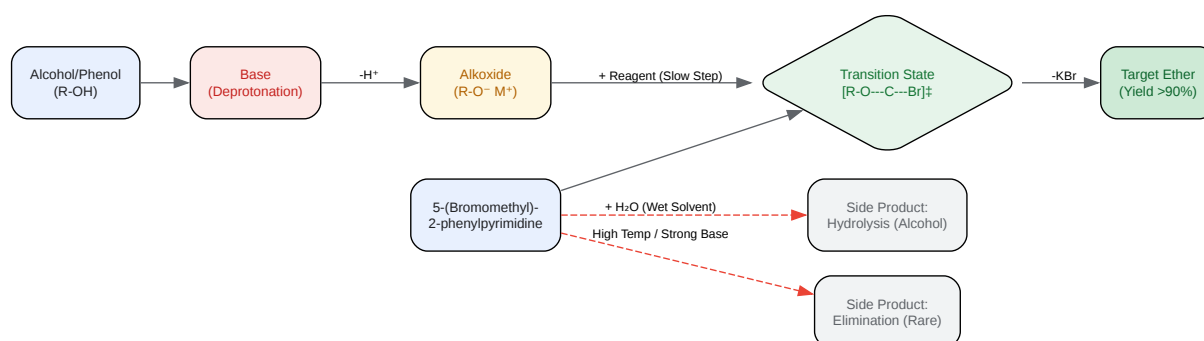 Alcohol/Phenol
(R-OH)
Base
(Deprotonation)
-H⁺
Alkoxide
(R-O⁻ M⁺)
+ Reagent (Slow Step)
Transition State
[R-O---C---Br]‡
-KBr
Target Ether
(Yield >90%)
5-(Bromomethyl)-
2-phenylpyrimidine
+ H₂O (Wet Solvent)
High Temp / Strong Base
Side Product:
Hydrolysis (Alcohol)
Side Product:
Elimination (Rare)